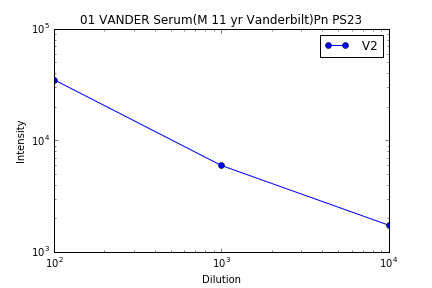 01 VANDER Serum(M 11 yr Vanderbilt)Pn PS23
V2
10^5
10^4
10^3
Intensity
10^2 10^3 10^4
Dilution